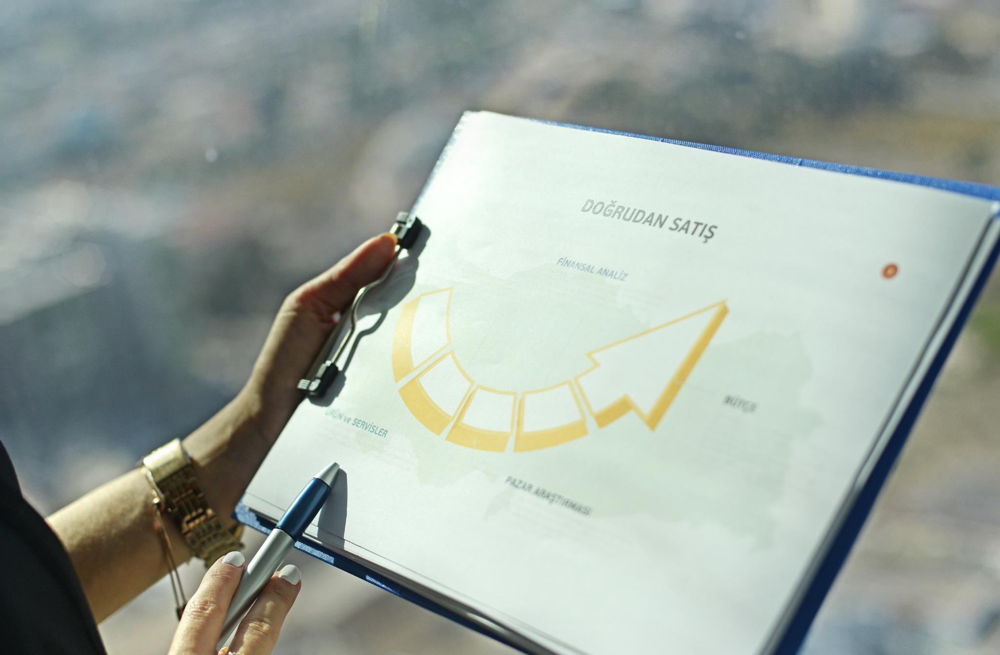 DOĞRUDAN SATIŞ
FİNANSAL ANALİZ
BÜTÇE
ÜRÜN ve SERVİSLER
PAZAR ARAŞTIRMASI